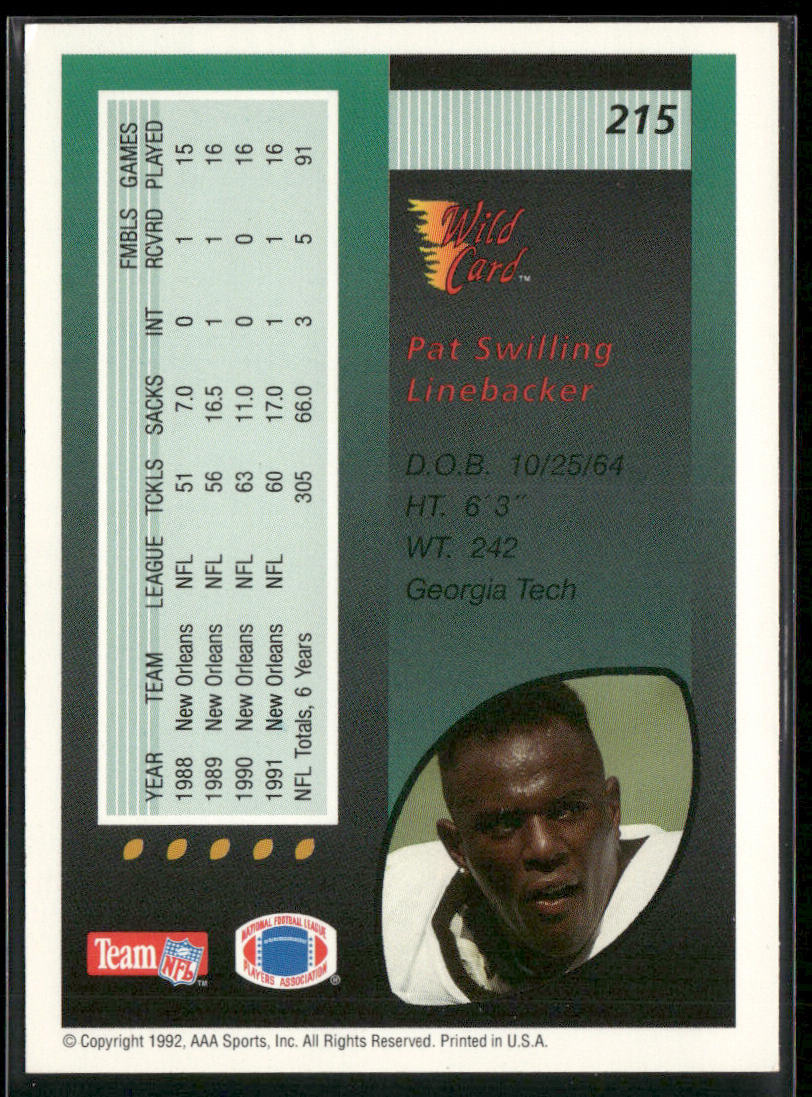 215
Wild
Card™
Pat Swilling
Linebacker
D.O.B. 10/25/64
HT. 6´3˝
WT. 242
Georgia Tech
FMBLS GAMES
YEAR TEAM LEAGUE TCKLS SACKS INT RCVRD PLAYED
1988 New Orleans NFL 51 7.0 0 1 15
1989 New Orleans NFL 56 16.5 1 1 16
1990 New Orleans NFL 63 11.0 0 0 16
1991 New Orleans NFL 60 17.0 1 1 16
NFL Totals, 6 Years 305 66.0 3 5 91
Team NFL™
NATIONAL FOOTBALL LEAGUE
PLAYERS ASSOCIATION®
© Copyright 1992, AAA Sports, Inc. All Rights Reserved. Printed in U.S.A.